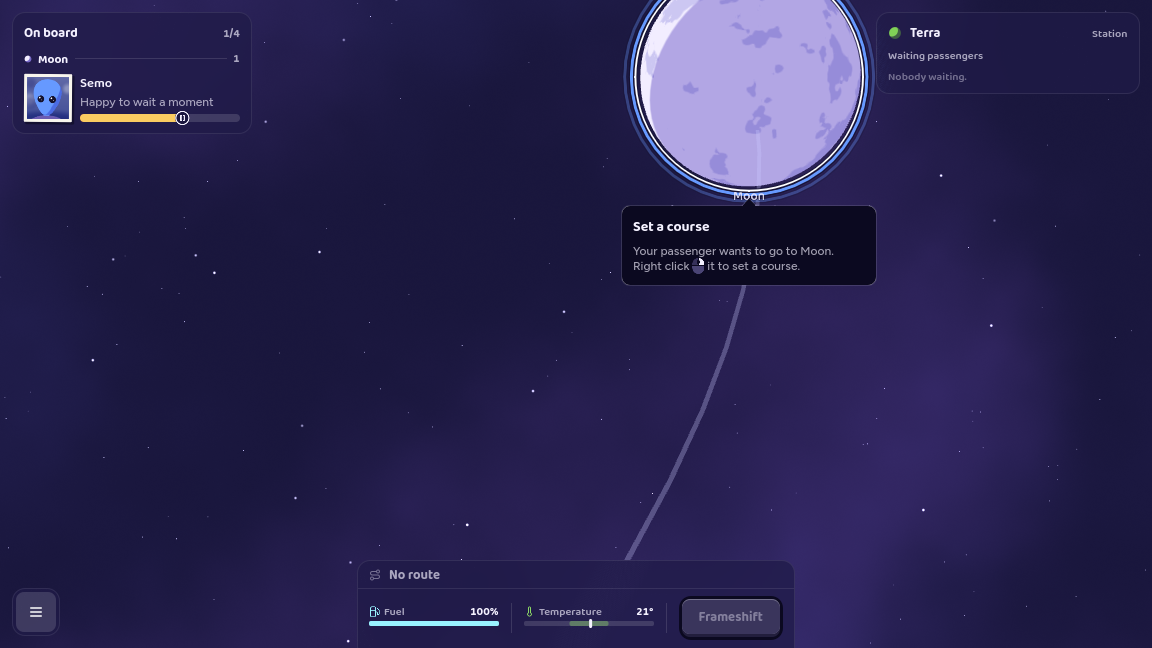 On board
1/4
Moon
1
Semo
Happy to wait a moment
Moon
Set a course
Your passenger wants to go to Moon.
Right click it to set a course.
Terra
Station
Waiting passengers
Nobody waiting.
No route
Fuel
100%
Temperature
21°
Frameshift